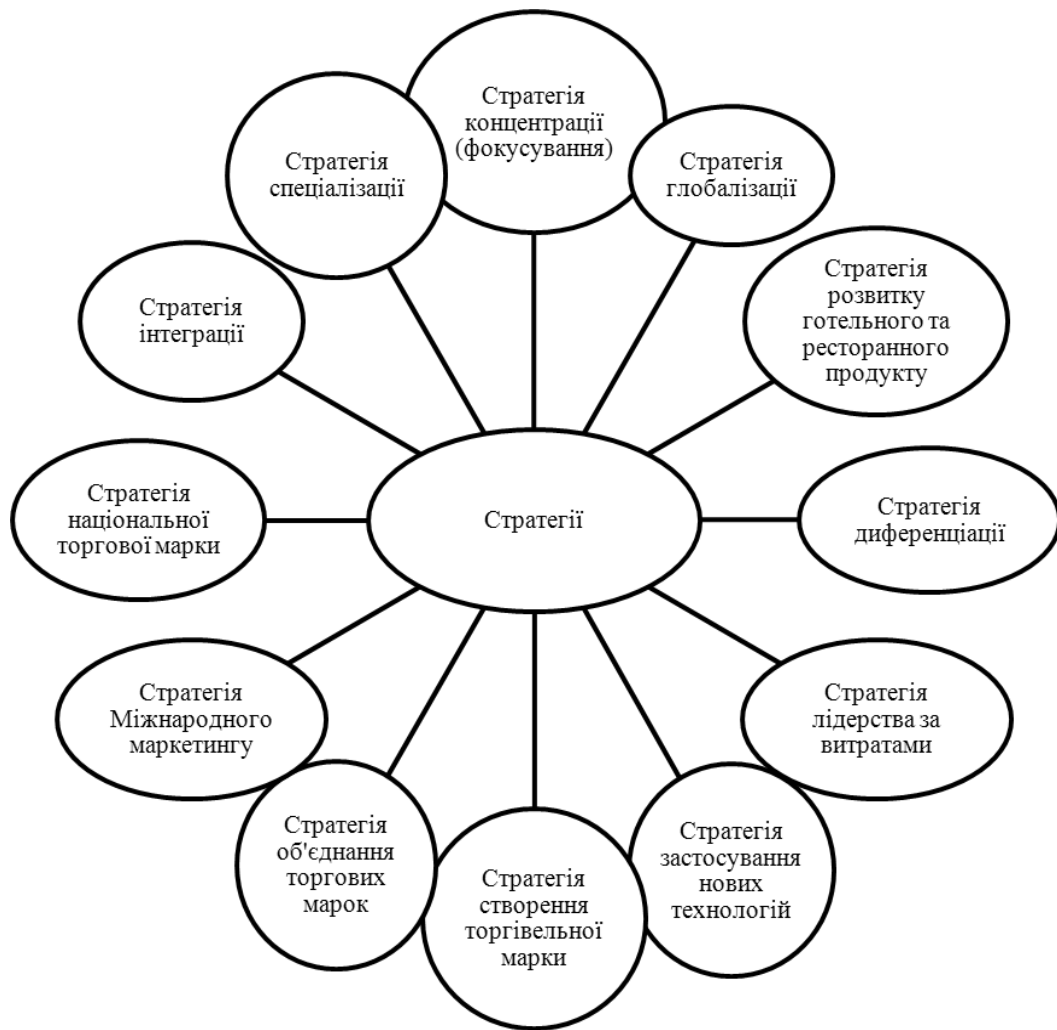 Стратегія
концентрації
(фокусування)
Стратегія
глобалізації
Стратегія
розвитку
готельного та
ресторанного
продукту
Стратегія
диференціації
Стратегія
лідерства за
витратами
Стратегія
застосування
нових
технологій
Стратегія
створення
торгівельної
марки
Стратегія
об'єднання
торгових
марок
Стратегія
Міжнародного
маркетингу
Стратегія
національної
торгової марки
Стратегія
інтеграції
Стратегія
спеціалізації
Стратегії